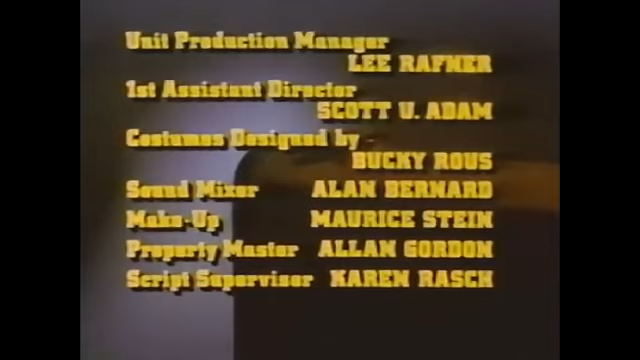 Unit Production Manager
LEE RAFNER
1st Assistant Director
SCOTT U. ADAM
Costumes Designed by
BUCKY ROUS
Sound Mixer ALAN BERNARD
Make-Up MAURICE STEIN
Property Master ALLAN GORDON
Script Supervisor KAREN RASCH